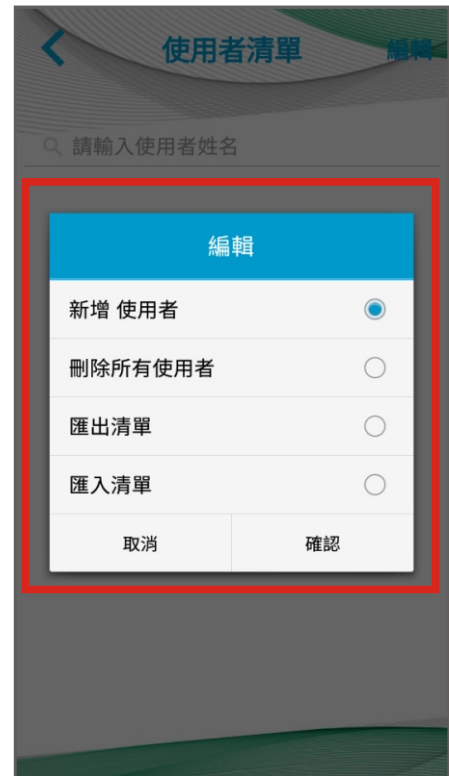 使用者清單 編輯
請輸入使用者姓名
編輯
新增 使用者
刪除所有使用者
匯出清單
匯入清單
取消 確認